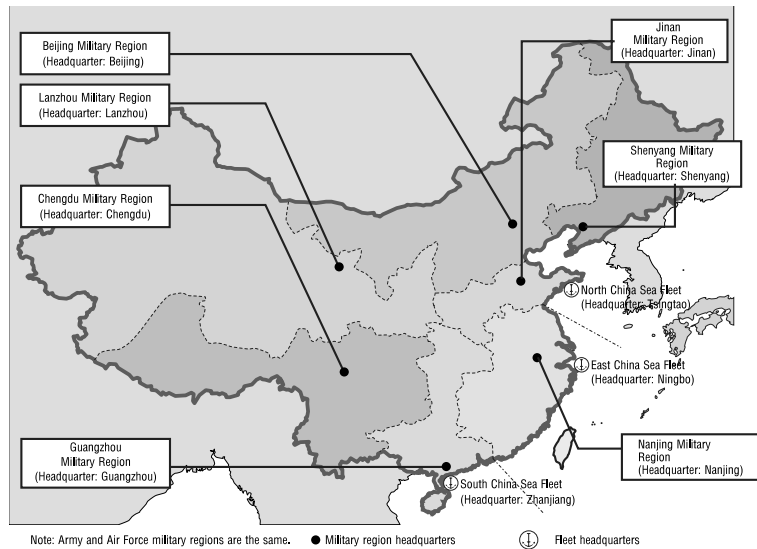 Beijing Military Region
(Headquarter: Beijing)
Lanzhou Military Region
(Headquarter: Lanzhou)
Chengdu Military Region
(Headquarter: Chengdu)
Guangzhou
Military Region
(Headquarter: Guangzhou)
Jinan
Military Region
(Headquarter: Jinan)
Shenyang Military
Region
(Headquarter: Shenyang)
North China Sea Fleet
(Headquarter: Tsingtao)
East China Sea Fleet
(Headquarter: Ningbo)
Nanjing Military
Region
(Headquarter: Nanjing)
South China Sea Fleet
(Headquarter: Zhanjiang)
Note: Army and Air Force military regions are the same.
Military region headquarters
Fleet headquarters